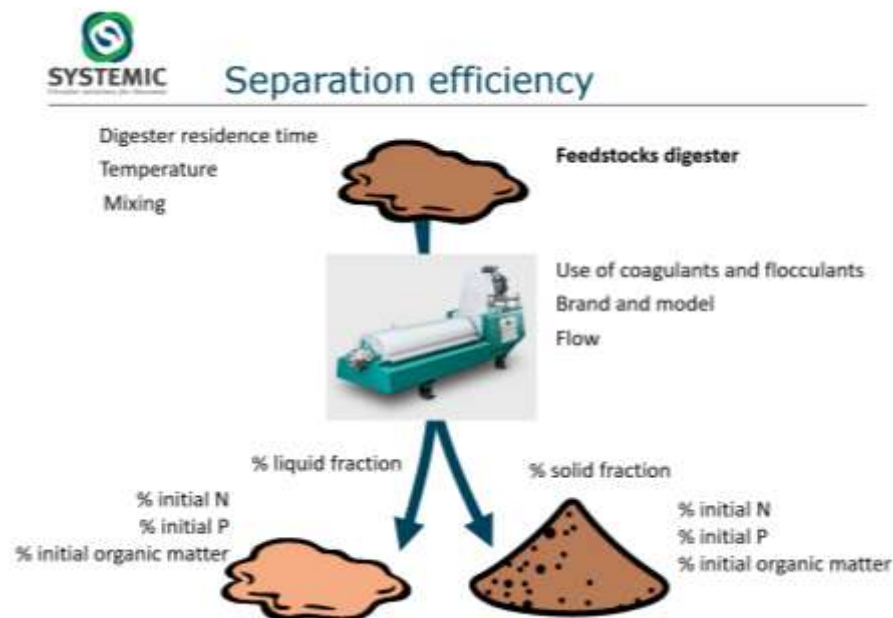 SYSTEMIC
Separation efficiency
Digester residence time
Temperature
Mixing
Feedstocks digester
Use of coagulants and flocculants
Brand and model
Flow
% liquid fraction
% solid fraction
% initial N
% initial P
% initial organic matter
% initial N
% initial P
% initial organic matter